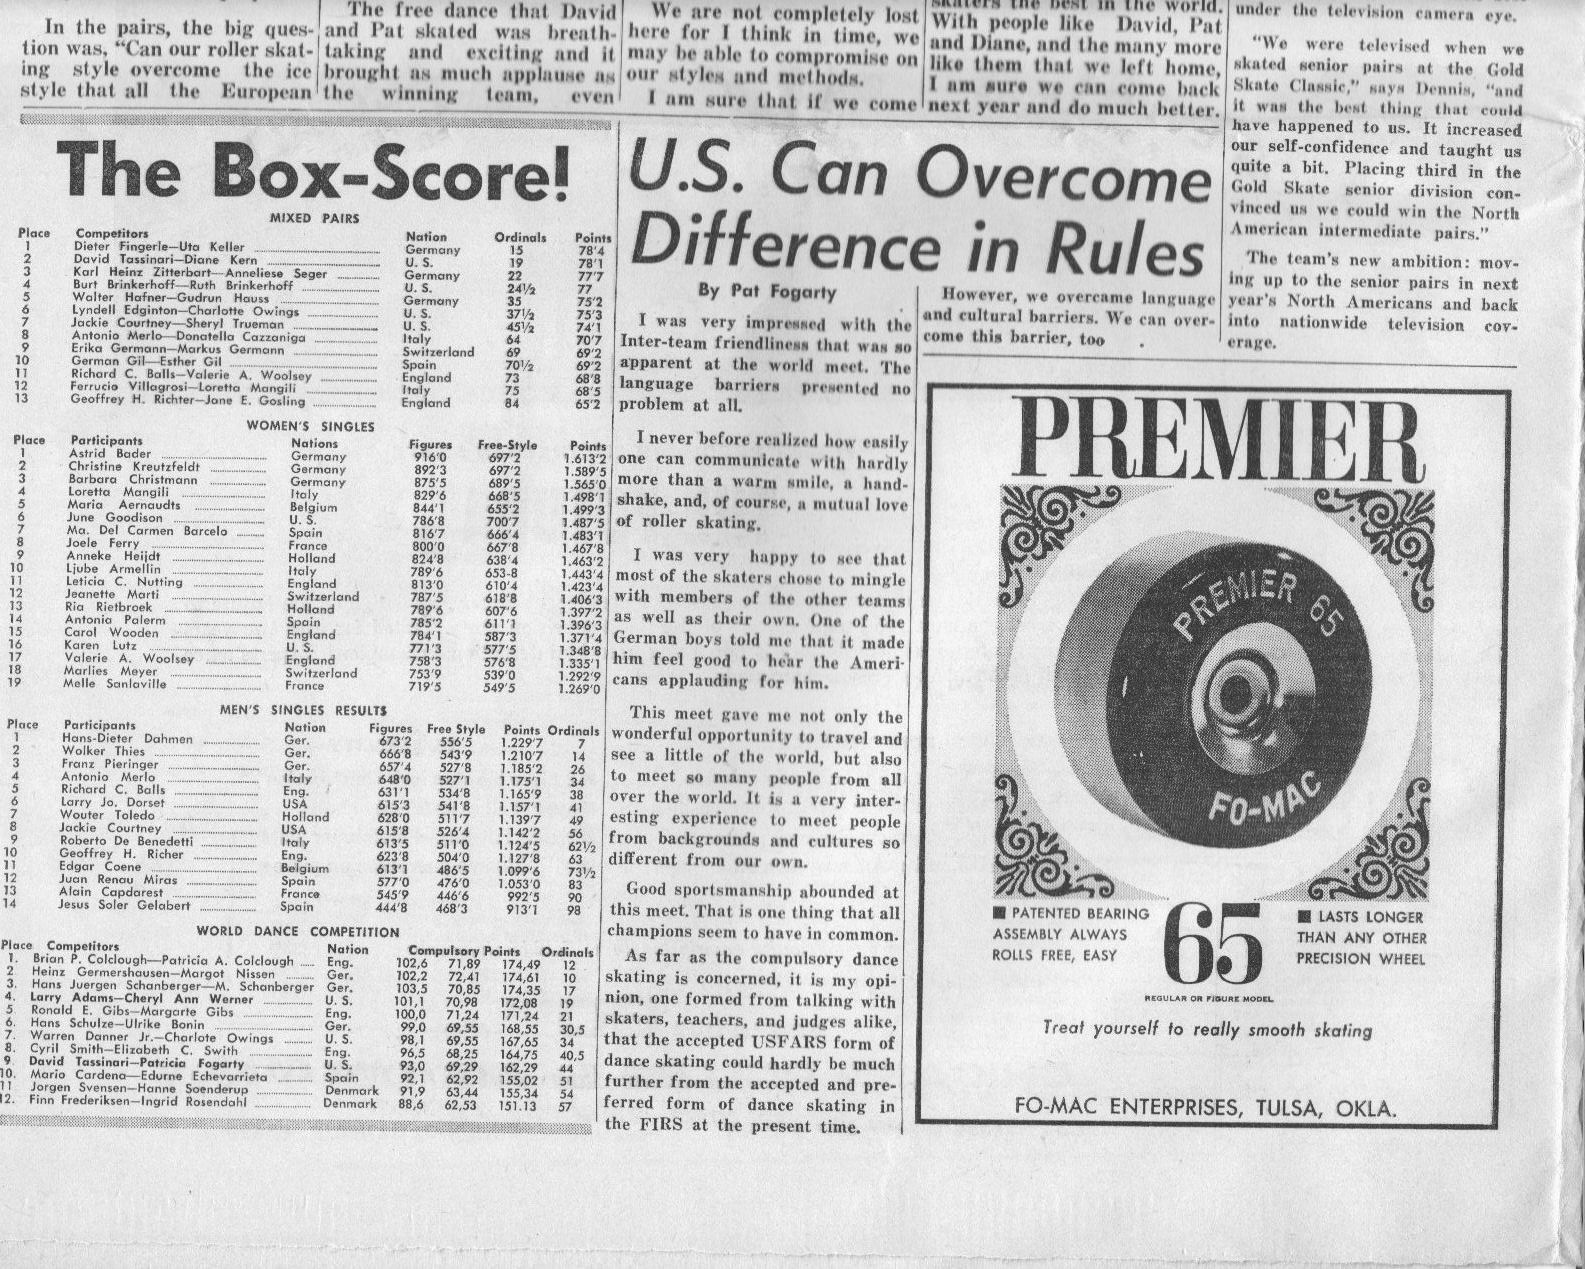 In the pairs, the big ques-
tion was, "Can our roller skat-
ing style overcome the ice
style that all the European
The free dance that David
and Pat skated was breath-
taking and exciting and it
brought as much applause as
the winning team, even
We are not completely lost
here for I think in time, we
may be able to compromise on
our styles and methods.
I am sure that if we come
skaters the best in the world.
With people like David, Pat
and Diane, and the many more
like them that we left home,
I am sure we can come back
next year and do much better.
under the television camera eye.
"We were televised when we
skated senior pairs at the Gold
Skate Classic," says Dennis, "and
it was the best thing that could
have happened to us. It increased
our self-confidence and taught us
quite a bit. Placing third in the
Gold Skate senior division con-
vinced us we could win the North
American intermediate pairs."
The team's new ambition: mov-
ing up to the senior pairs in next
year's North Americans and back
into nationwide television cov-
erage.
The Box-Score!
MIXED PAIRS
Place Competitors Nation Ordinals Points
1 Dieter Fingerle—Uta Keller Germany 15 78'4
2 David Tassinari—Diane Kern U. S. 19 78'1
3 Karl Heinz Zitterbart—Anneliese Seger Germany 22 77'7
4 Burt Brinkerhoff—Ruth Brinkerhoff U. S. 24½ 77
5 Walter Hafner—Gudrun Hauss Germany 35 75'2
6 Lyndell Edginton—Charlotte Owings U. S. 37½ 75'3
7 Jackie Courtney—Sheryl Trueman U. S. 45½ 74'1
8 Antonio Merlo—Donatella Cazzaniga Italy 64 70'7
9 Erika Germann—Markus Germann Switzerland 69 69'2
10 German Gil—Esther Gil Spain 70½ 69'2
11 Richard C. Balls—Valerie A. Woolsey England 73 68'8
12 Ferrucio Villagrosi—Loretta Mangili Italy 75 68'5
13 Geoffrey H. Richter—Jane E. Gosling England 84 65'2
WOMEN'S SINGLES
Place Participants Nations Figures Free-Style Points
1 Astrid Bader Germany 916'0 697'2 1.613'2
2 Christine Kreutzfeldt Germany 892'3 697'2 1.589'5
3 Barbara Christmann Germany 875'5 689'5 1.565'0
4 Loretta Mangili Italy 829'6 668'5 1.498'1
5 Maria Aernaudts Belgium 844'1 655'2 1.499'3
6 June Goodison U. S. 786'8 700'7 1.487'5
7 Ma. Del Carmen Barcelo Spain 816'7 666'4 1.483'1
8 Joele Ferry France 800'0 667'8 1.467'8
9 Anneke Heijdt Holland 824'8 638'4 1.463'2
10 Ljube Armellin Italy 789'6 653-8 1.443'4
11 Leticia C. Nutting England 813'0 610'4 1.423'4
12 Jeanette Marti Switzerland 787'5 618'8 1.406'3
13 Ria Rietbroek Holland 789'6 607'6 1.397'2
14 Antonia Palerm Spain 785'2 611'1 1.396'3
15 Carol Wooden England 784'1 587'3 1.371'4
16 Karen Lutz U. S. 771'3 577'5 1.348'8
17 Valerie A. Woolsey England 758'3 576'8 1.335'1
18 Marlies Meyer Switzerland 753'9 539'0 1.292'9
19 Melle Sanlaville France 719'5 549'5 1.269'0
MEN'S SINGLES RESULTS
Place Participants Nation Figures Free Style Points Ordinals
1 Hans-Dieter Dahmen Ger. 673'2 556'5 1.229'7 7
2 Wolker Thies Ger. 666'8 543'9 1.210'7 14
3 Franz Pieringer Ger. 657'4 527'8 1.185'2 26
4 Antonio Merlo Italy 648'0 527'1 1.175'1 34
5 Richard C. Balls Eng. 631'1 534'8 1.165'9 38
6 Larry Jo. Dorset USA 615'3 541'8 1.157'1 41
7 Wouter Toledo Holland 628'0 511'7 1.139'7 49
8 Jackie Courtney USA 615'8 526'4 1.142'2 56
9 Roberto De Benedetti Italy 613'5 511'0 1.124'5 62½
10 Geoffrey H. Richer Eng. 623'8 504'0 1.127'8 63
11 Edgar Coene Belgium 613'1 486'5 1.099'6 73½
12 Juan Renau Miras Spain 577'0 476'0 1.053'0 83
13 Alain Capdarest France 545'9 446'6 992'5 90
14 Jesus Soler Gelabert Spain 444'8 468'3 913'1 98
WORLD DANCE COMPETITION
Place Competitors Nation Compulsory Points Ordinals
1. Brian P. Colclough—Patricia A. Colclough Eng. 102,6 71,89 174,49 12
2. Heinz Germershausen—Margot Nissen Ger. 102,2 72,41 174,61 10
3. Hans Juergen Schanberger—M. Schanberger Ger. 103,5 70,85 174,35 17
4. Larry Adams—Cheryl Ann Werner U. S. 101,1 70,98 172,08 19
5 Ronald E. Gibs—Margarte Gibs Eng. 100,0 71,24 171,24 21
6. Hans Schulze—Ulrike Bonin Ger. 99,0 69,55 168,55 30,5
7. Warren Danner Jr.—Charlote Owings U. S. 98,1 69,55 167,65 34
8. Cyril Smith—Elizabeth C. Swith Eng. 96,5 68,25 164,75 40,5
9 David Tassinari—Patricia Fogarty U. S. 93,0 69,29 162,29 44
10. Mario Cardena—Edurne Echevarrieta Spain 92,1 62,92 155,02 51
11 Jorgen Svensen—Hanne Soenderup Denmark 91,9 63,44 155,34 54
12. Finn Frederiksen—Ingrid Rosendahl Denmark 88,6 62,53 151.13 57
U.S. Can Overcome
Difference in Rules
By Pat Fogarty
I was very impressed with the
Inter-team friendliness that was so
apparent at the world meet. The
language barriers presented no
problem at all.
I never before realized how easily
one can communicate with hardly
more than a warm smile, a hand-
shake, and, of course, a mutual love
of roller skating.
I was very happy to see that
most of the skaters chose to mingle
with members of the other teams
as well as their own. One of the
German boys told me that it made
him feel good to hear the Ameri-
cans applauding for him.
This meet gave me not only the
wonderful opportunity to travel and
see a little of the world, but also
to meet so many people from all
over the world. It is a very inter-
esting experience to meet people
from backgrounds and cultures so
different from our own.
Good sportsmanship abounded at
this meet. That is one thing that all
champions seem to have in common.
As far as the compulsory dance
skating is concerned, it is my opi-
nion, one formed from talking with
skaters, teachers, and judges alike,
that the accepted USFARS form of
dance skating could hardly be much
further from the accepted and pre-
ferred form of dance skating in
the FIRS at the present time.
However, we overcame language
and cultural barriers. We can over-
come this barrier, too .
PREMIER
PREMIER 65
FO-MAC
■ PATENTED BEARING
ASSEMBLY ALWAYS
ROLLS FREE, EASY
65
REGULAR OR FIGURE MODEL
■ LASTS LONGER
THAN ANY OTHER
PRECISION WHEEL
Treat yourself to really smooth skating
FO-MAC ENTERPRISES, TULSA, OKLA.